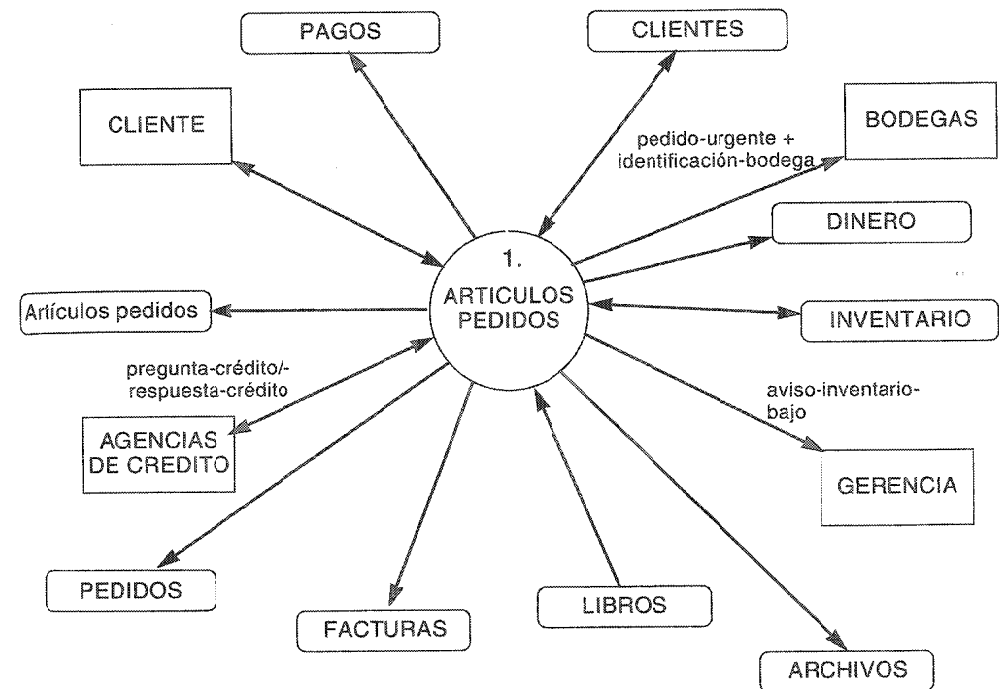 PAGOS
CLIENTES
CLIENTE
BODEGAS
pedido-urgente +
identificación-bodega
DINERO
1.
ARTICULOS
PEDIDOS
Artículos pedidos
INVENTARIO
pregunta-crédito/-
respuesta-crédito
aviso-inventario-
bajo
AGENCIAS
DE CREDITO
GERENCIA
PEDIDOS
FACTURAS
LIBROS
ARCHIVOS